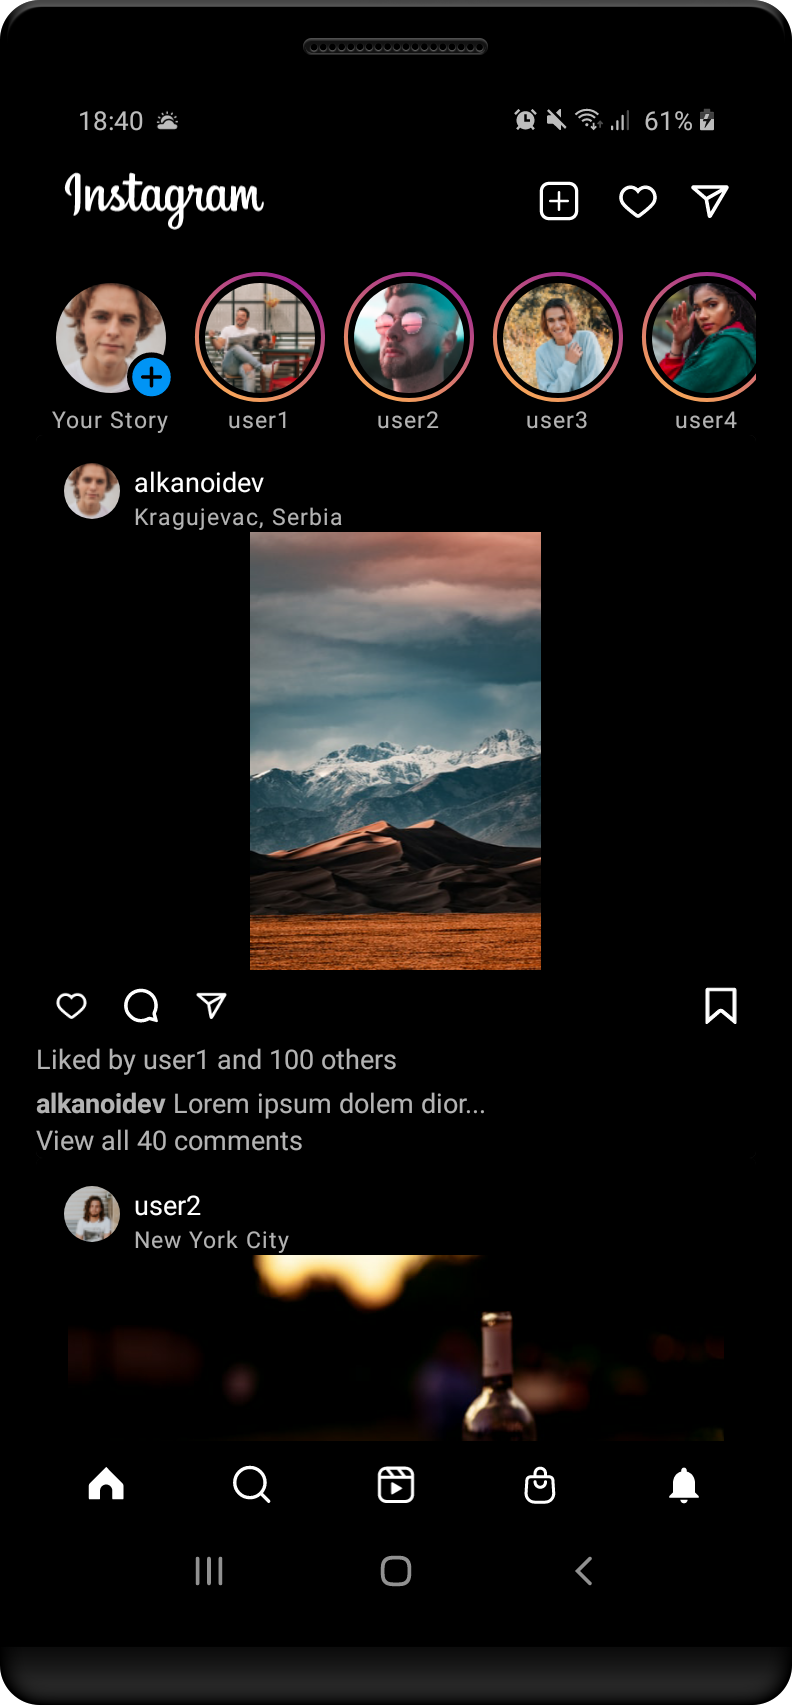 18:40 61%
Instagram
Your Story user1 user2 user3 user4
alkanoidev
Kragujevac, Serbia
Liked by user1 and 100 others
alkanoidev Lorem ipsum dolem dior...
View all 40 comments
user2
New York City